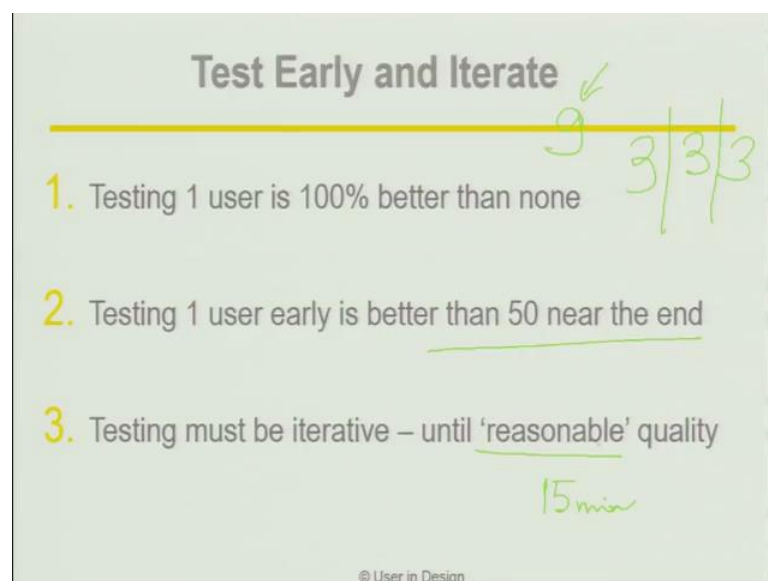 Test Early and Iterate
9
3 3 3
1. Testing 1 user is 100% better than none
2. Testing 1 user early is better than 50 near the end
3. Testing must be iterative – until ‘reasonable’ quality
15 min
© User in Design